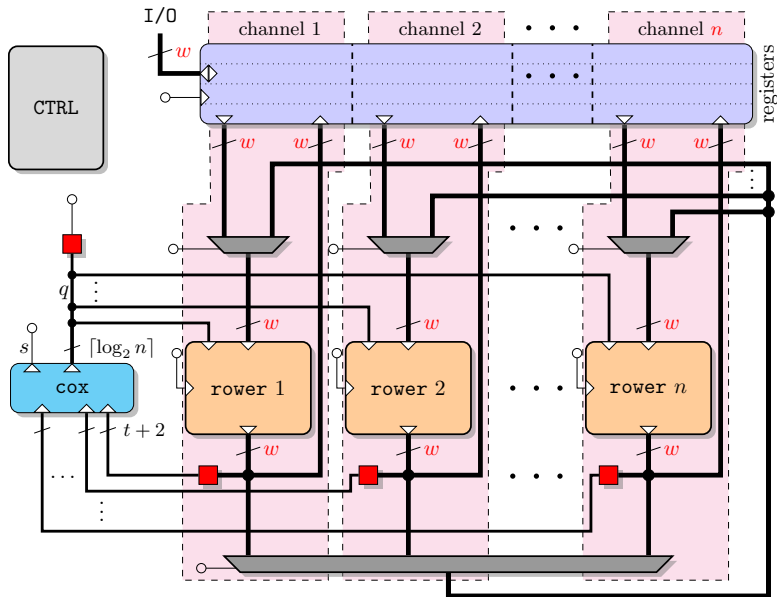 I/O
channel 1
channel 2
channel n
w
CTRL
registers
w
w
w
w
w
w
q
⌈log₂ n⌉
w
w
w
s
cox
rower 1
rower 2
rower n
t + 2
w
w
w